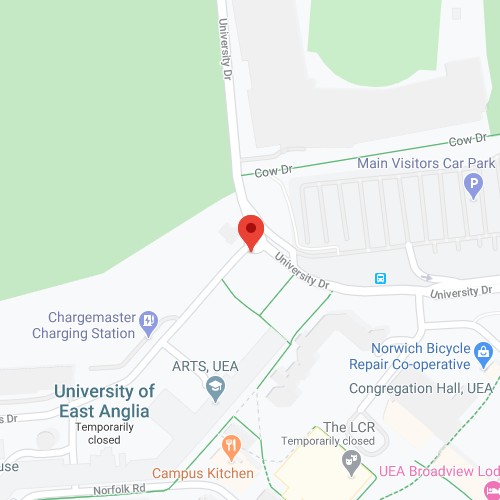 University Dr
Cow Dr
Cow Dr
Main Visitors Car Park
P
University Dr
University Dr
Chargemaster
Charging Station
Norwich Bicycle
Repair Co-operative
ARTS, UEA
Congregation Hall, UEA
University of
East Anglia
Temporarily
closed
s Dr
The LCR
Temporarily closed
use
Campus Kitchen
UEA Broadview Lod
Norfolk Rd